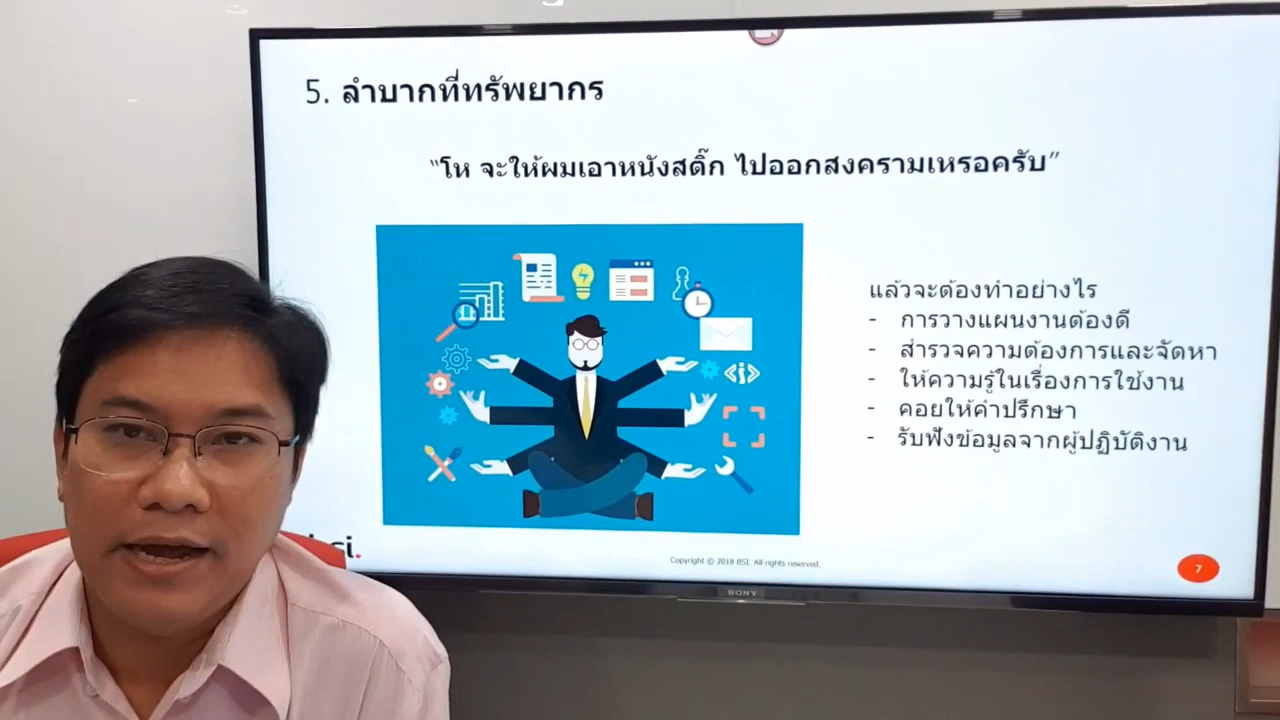 5. ลำบากที่ทรัพยากร
"โห จะให้ผมเอาหนังสติ๊ก ไปออกสงครามเหรอครับ"
แล้วจะต้องทำอย่างไร
- การวางแผนงานต้องดี
- สำรวจความต้องการและจัดหา
- ให้ความรู้ในเรื่องการใช้งาน
- คอยให้คำปรึกษา
- รับฟังข้อมูลจากผู้ปฏิบัติงาน
si.
Copyright © 2018 BSI. All rights reserved.
7
SONY